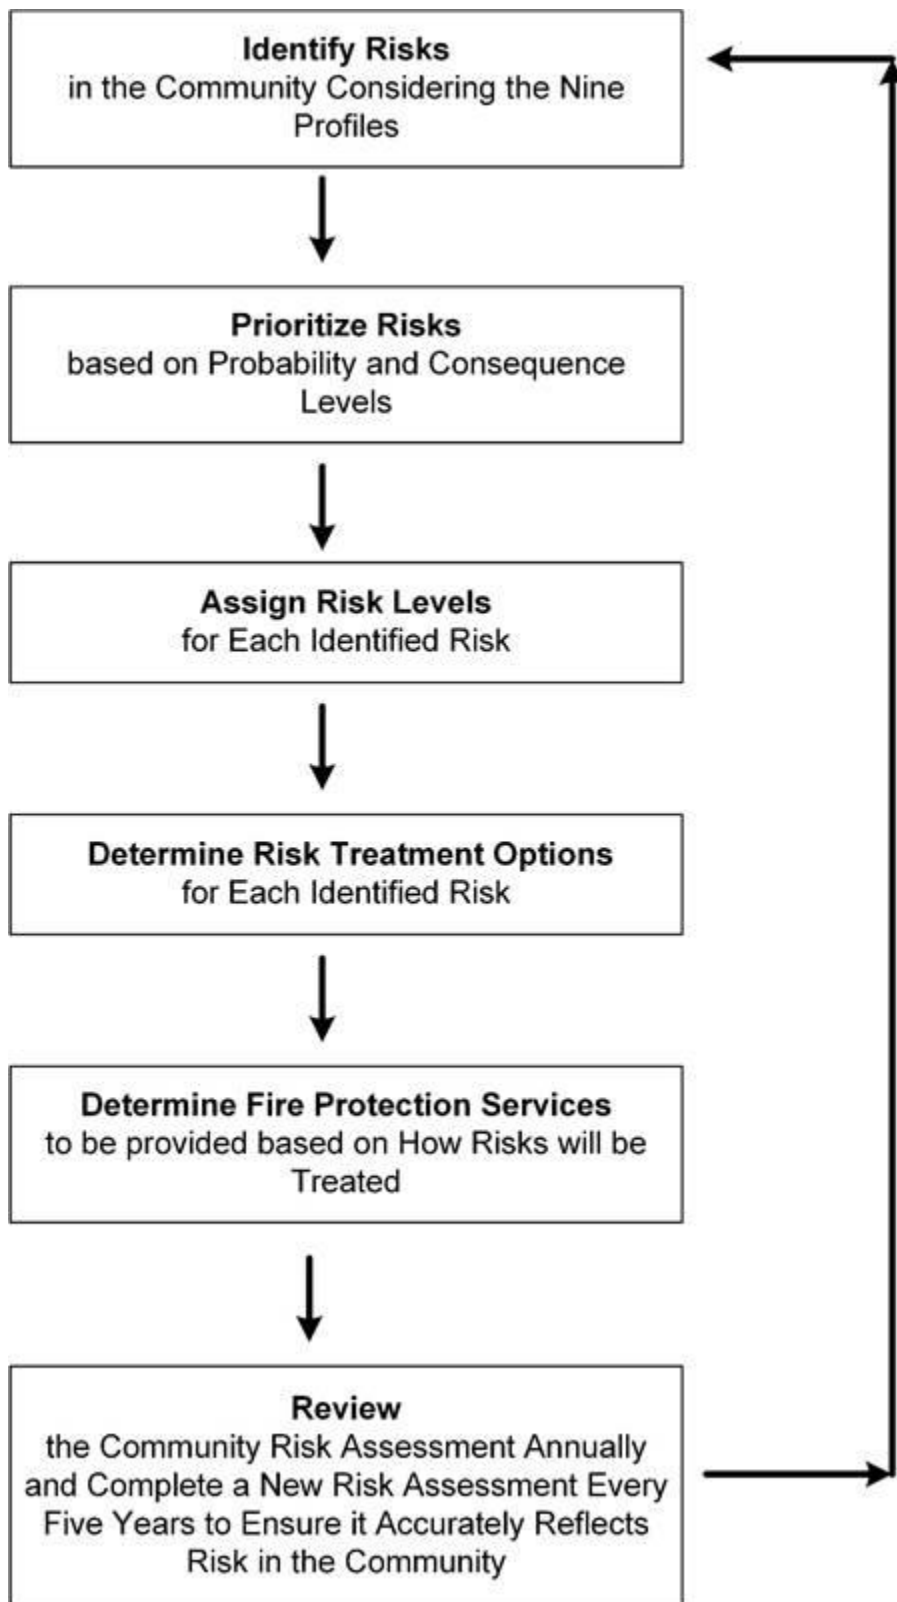 Identify Risks
in the Community Considering the Nine
Profiles
Prioritize Risks
based on Probability and Consequence
Levels
Assign Risk Levels
for Each Identified Risk
Determine Risk Treatment Options
for Each Identified Risk
Determine Fire Protection Services
to be provided based on How Risks will be
Treated
Review
the Community Risk Assessment Annually
and Complete a New Risk Assessment Every
Five Years to Ensure it Accurately Reflects
Risk in the Community